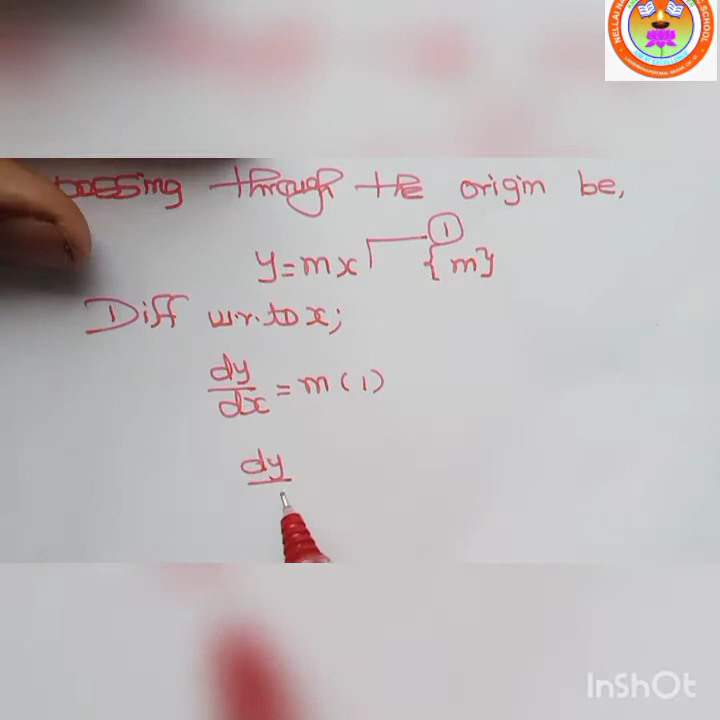 passing through the origin be,
y = mx ①
{m}
Diff w.r.to x;
dy/dx = m(1)
dy
InShOt